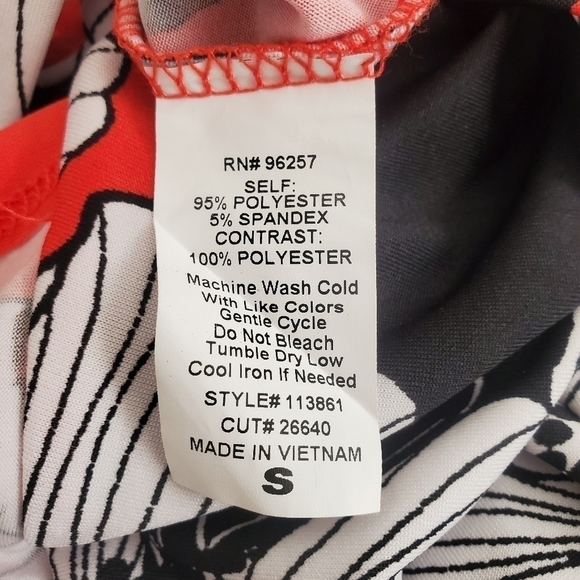 RN# 96257
SELF:
95% POLYESTER
5% SPANDEX
CONTRAST:
100% POLYESTER
Machine Wash Cold
With Like Colors
Gentle Cycle
Do Not Bleach
Tumble Dry Low
Cool Iron If Needed
STYLE# 113861
CUT# 26640
MADE IN VIETNAM
S